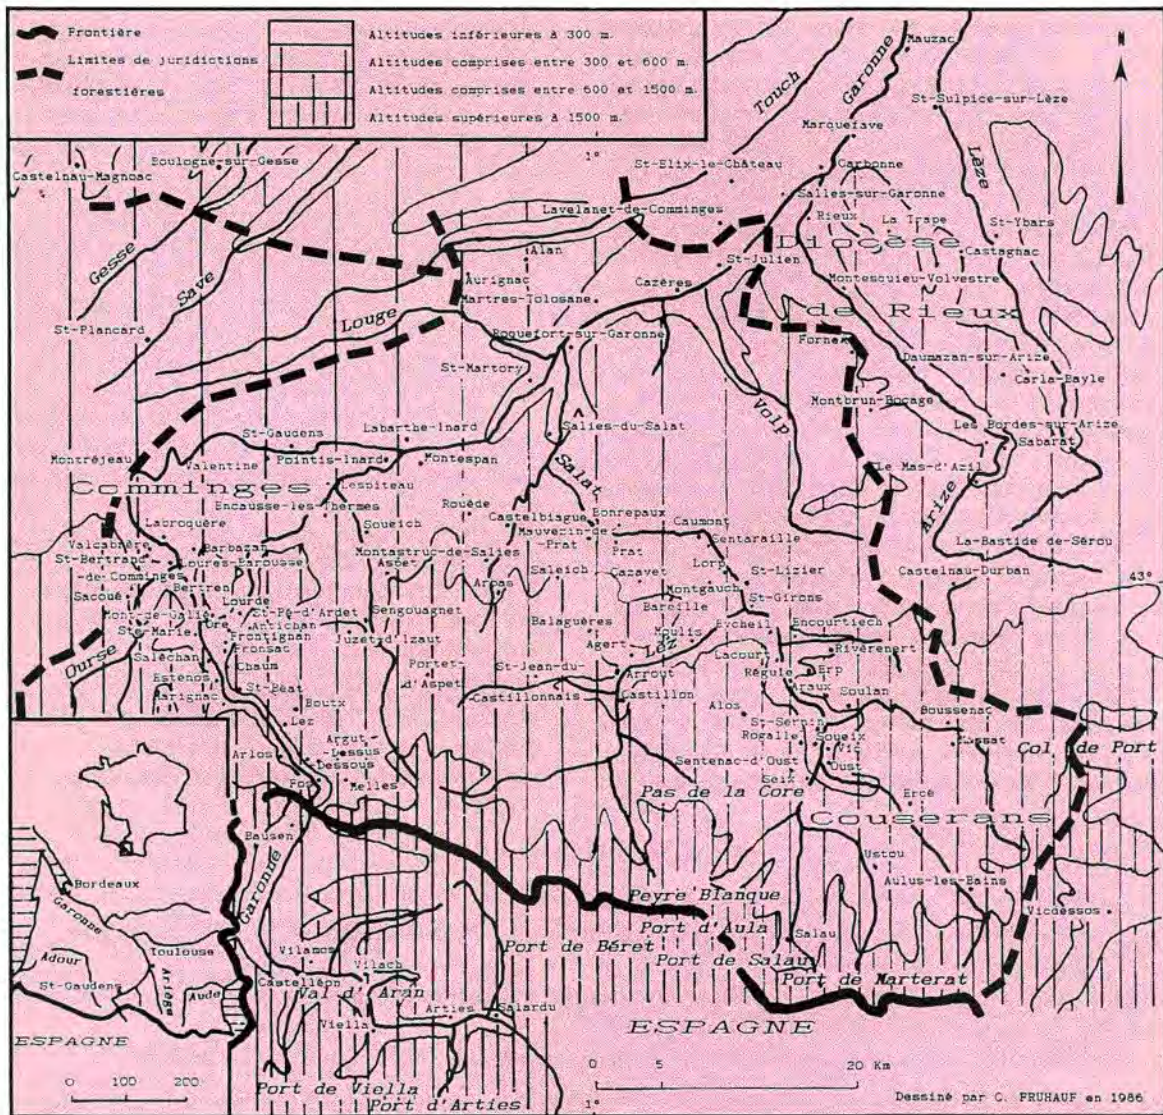 Frontière
Limites de juridictions
forestières
Altitudes inférieures à 300 m.
Altitudes comprises entre 300 et 600 m.
Altitudes comprises entre 600 et 1500 m.
Altitudes supérieures à 1500 m.
N
Mauzac
Touch
Garonne
St-Sulpice-sur-Lèze
Marquefave
Lèze
1°
Boulogne-sur-Gesse
Castelnau-Magnoac
St-Elix-le-Château
Carbonne
Salles-sur-Garonne
Lavelanet-de-Comminges
Rieux
La Trape
St-Ybars
Diocèse
Castagnac
Gesse
Save
Alan
St-Julien
Aurignac
Cazères
Montesquieu-Volvestre
Martres-Tolosane
St-Plancard
Louge
Roquefort-sur-Garonne
de Rieux
Fornex
Daumazan-sur-Arize
St-Martory
Carla-Bayle
Volp
Montbrun-Bocage
Salies-du-Salat
Les Bordes-sur-Arize
St-Gaudens
Labarthe-Inard
Sabarat
Montréjeau
Valentine
Pointis-Inard
Montespan
Salat
Le Mas-d'Azil
Comminges
Lespiteau
Arize
Encausse-les-Thermes
Rouède
Bonrepaux
Labroquère
Soueich
Castelbiague
Caumont
Valcabrère
Barbazan
Mauvezin-de
-Prat
Prat
Sentaraille
La-Bastide-de-Sérou
St-Bertrand
-de-Comminges
Loures-Barousse
Montastruc-de-Salies
Aspet
Saleich
Cazavet
Lorp
St-Lizier
Castelnau-Durban
43°
Sacoué
Bertren
Arbas
Montgauch
St-Girons
Mont-de-Galié
Lourde
St-Pé-d'Ardet
Sengouagnet
Bareille
Ste-Marie
Ore
Antichan
Balaguères
Moulis
Eycheil
Encourtiech
Ourse
Frontignan
Juzet-d'Izaut
Agert
Lez
Rivèrenert
Saléchan
Fronsac
Lacourt
Chaum
Portet-
d'Aspet
St-Jean-du-
-Castillonnais
Arrout
Régule
Erp
Esténos
Castillon
Araux
Soulan
Marignac
St-Béat
Boutx
Alos
Boussenac
Lez
St-Sernin
Rogalle
Soueix
Massat
Col de Port
Argut-
-Dessus
-Dessous
Vic
Oust
Arlos
Sentenac-d'Oust
Seix
Fos
Melles
Pas de la Core
Ercé
Couserans
Bausen
Ustou
Garonne
Aulus-les-Bains
Peyre Blanque
Vicdessos
Port d'Aula
Salau
Port de Béret
Port de Salau
Vilamos
Vilach
Port de Marterat
Castelléon
Val d'Aran
Arties
Salardu
Viella
ESPAGNE
Port de Viella
Port d'Arties
Bordeaux
Garonne
Toulouse
Adour
St-Gaudens
Ariège
Aude
ESPAGNE
0 100 200
0 5 20 Km
1°
Dessiné par C. FRUHAUF en 1986